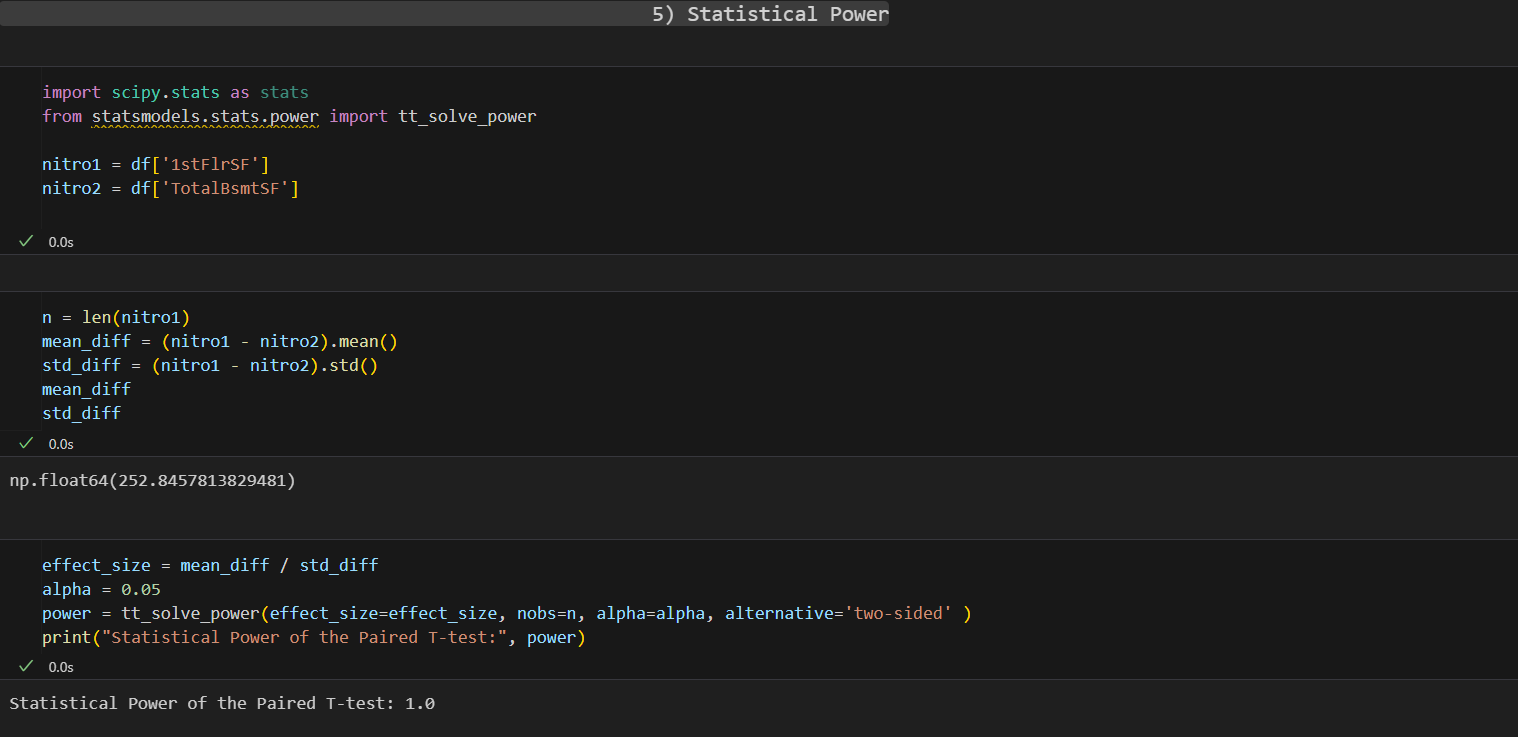 5) Statistical Power
import scipy.stats as stats
from statsmodels.stats.power import tt_solve_power
nitro1 = df['1stFlrSF']
nitro2 = df['TotalBsmtSF']
0.0s
n = len(nitro1)
mean_diff = (nitro1 - nitro2).mean()
std_diff = (nitro1 - nitro2).std()
mean_diff
std_diff
0.0s
np.float64(252.8457813829481)
effect_size = mean_diff / std_diff
alpha = 0.05
power = tt_solve_power(effect_size=effect_size, nobs=n, alpha=alpha, alternative='two-sided' )
print("Statistical Power of the Paired T-test:", power)
0.0s
Statistical Power of the Paired T-test: 1.0